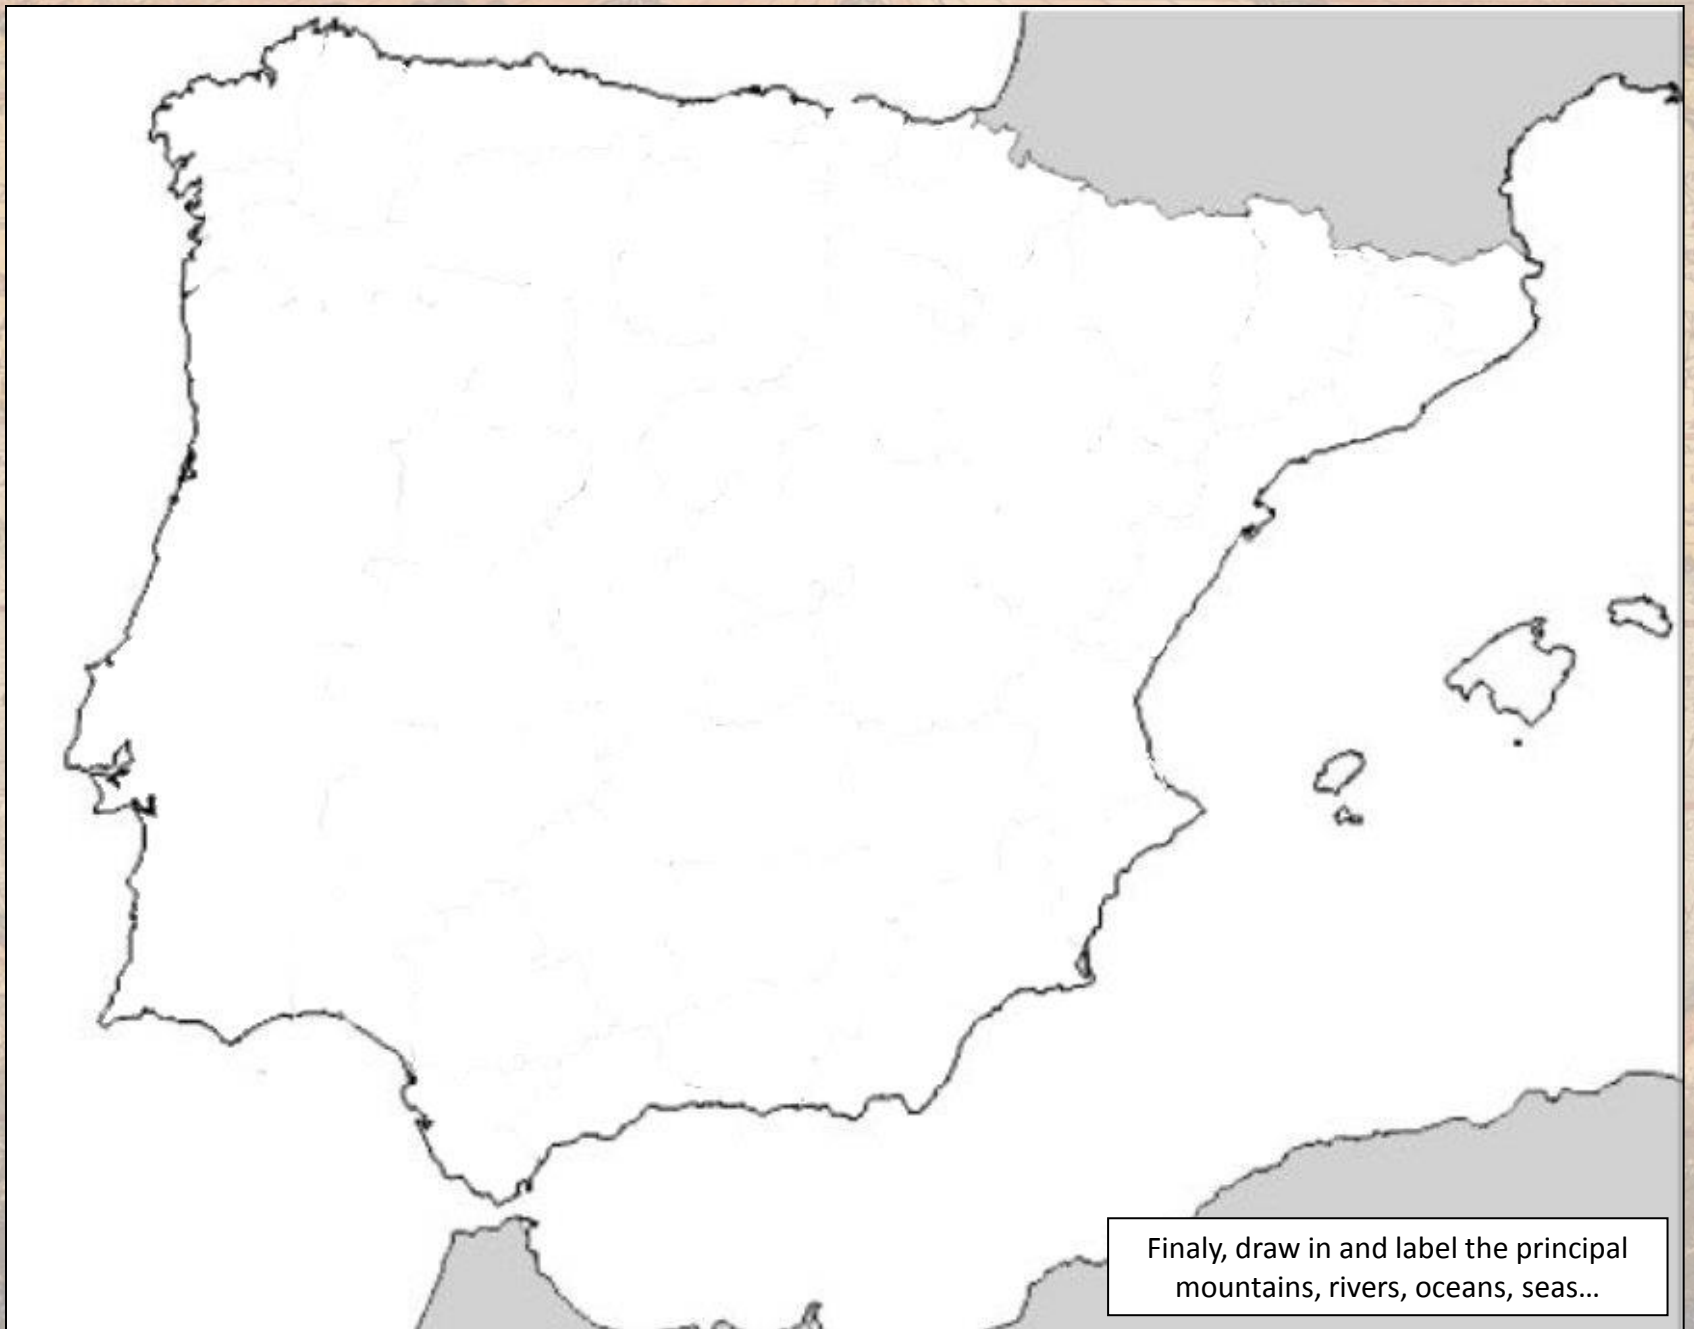 Finaly, draw in and label the principal
mountains, rivers, oceans, seas...